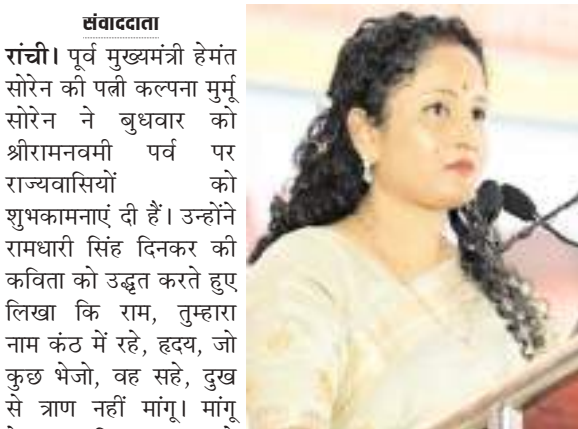 संवाददाता
रांची। पूर्व मुख्यमंत्री हेमंत
सोरेन की पत्नी कल्पना मुर्मू
सोरेन ने बुधवार को
श्रीरामनवमी पर्व पर
राज्यवासियों को
शुभकामनाएं दी हैं। उन्होंने
रामधारी सिंह दिनकर की
कविता को उद्धृत करते हुए
लिखा कि राम, तुम्हारा
नाम कंठ में रहे, हृदय, जो
कुछ भेजो, वह सहे, दुख
से त्राण नहीं मांगू। मांगू